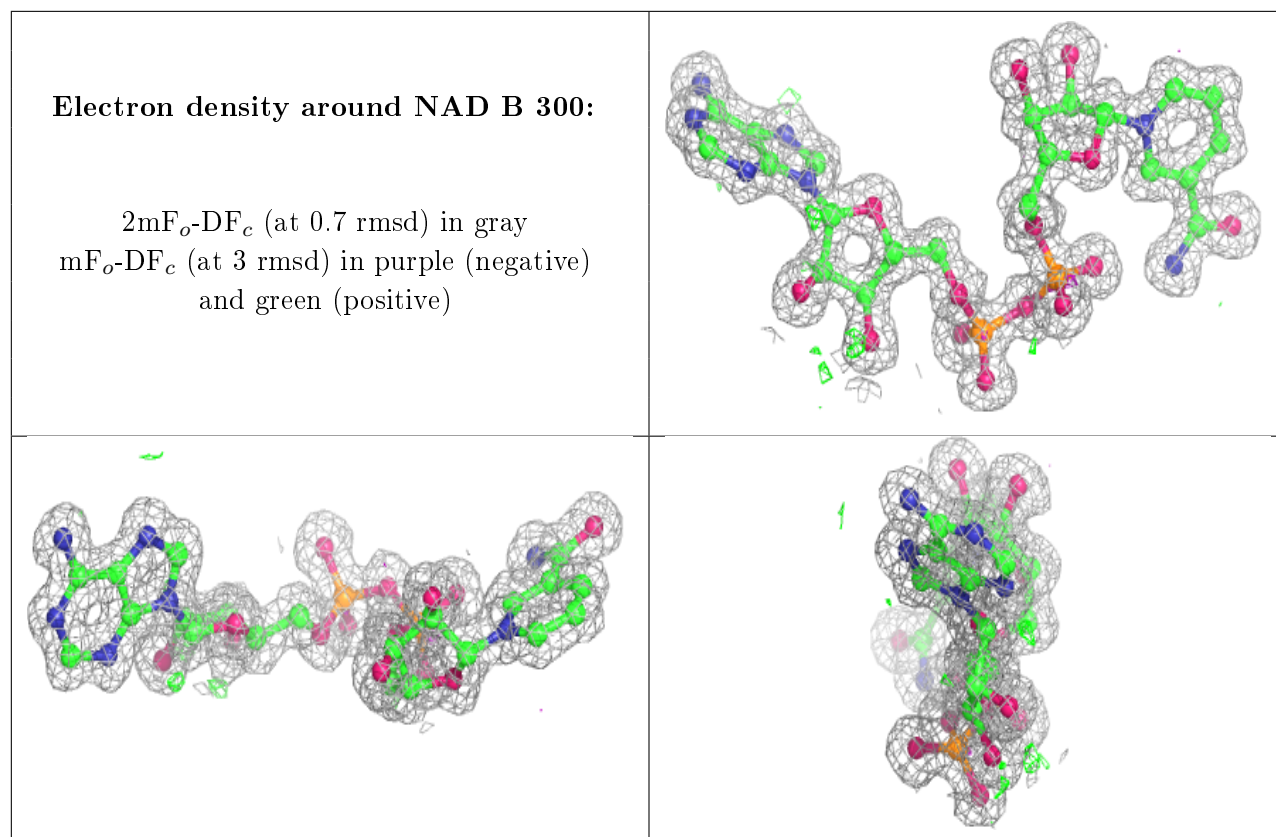 Electron density around NAD B 300:
2mFₒ-DF𝒸 (at 0.7 rmsd) in gray
mFₒ-DF𝒸 (at 3 rmsd) in purple (negative)
and green (positive)